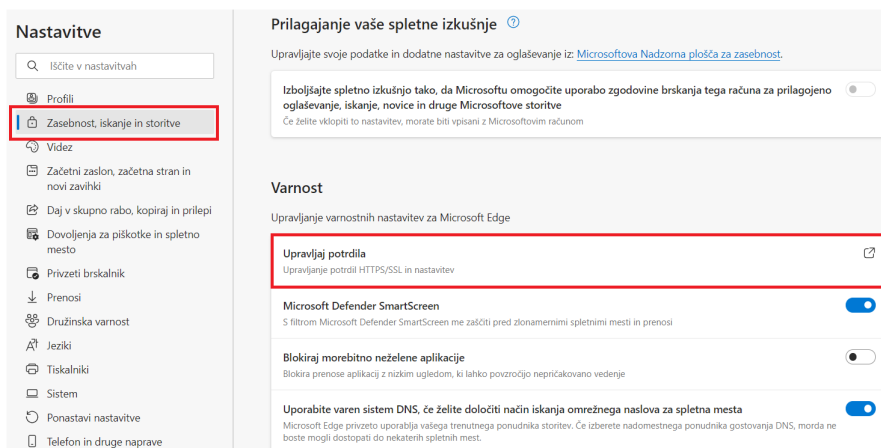 Nastavitve
Iščite v nastavitvah
Profili
Zasebnost, iskanje in storitve
Videz
Začetni zaslon, začetna stran in
novi zavihki
Daj v skupno rabo, kopiraj in prilepi
Dovoljenja za piškotke in spletno
mesto
Privzeti brskalnik
Prenosi
Družinska varnost
Jeziki
Tiskalniki
Sistem
Ponastavi nastavitve
Telefon in druge naprave
Prilagajanje vaše spletne izkušnje
Upravljajte svoje podatke in dodatne nastavitve za oglaševanje iz: Microsoftova Nadzorna plošča za zasebnost.
Izboljšajte spletno izkušnjo tako, da Microsoftu omogočite uporabo zgodovine brskanja tega računa za prilagojeno
oglaševanje, iskanje, novice in druge Microsoftove storitve
Če želite vklopiti to nastavitev, morate biti vpisani z Microsoftovim računom
Varnost
Upravljanje varnostnih nastavitev za Microsoft Edge
Upravljaj potrdila
Upravljanje potrdil HTTPS/SSL in nastavitev
Microsoft Defender SmartScreen
S filtrom Microsoft Defender SmartScreen me zaščiti pred zlonamernimi spletnimi mesti in prenosi
Blokiraj morebitno neželene aplikacije
Blokira prenose aplikacij z nizkim ugledom, ki lahko povzročijo nepričakovano vedenje
Uporabite varen sistem DNS, če želite določiti način iskanja omrežnega naslova za spletna mesta
Microsoft Edge privzeto uporablja vašega trenutnega ponudnika storitev. Če izberete nadomestnega ponudnika gostovanja DNS, morda ne
boste mogli dostopati do nekaterih spletnih mest.